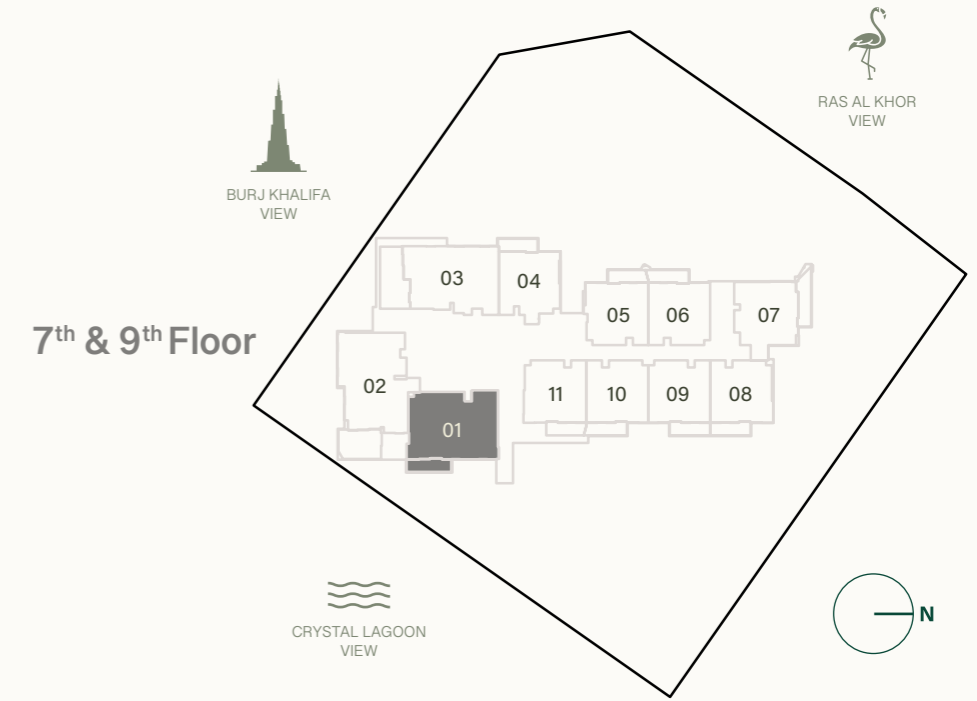 RAS AL KHOR
VIEW
BURJ KHALIFA
VIEW
03
04
05
06
07
7th & 9th Floor
02
11
10
09
08
01
N
CRYSTAL LAGOON
VIEW